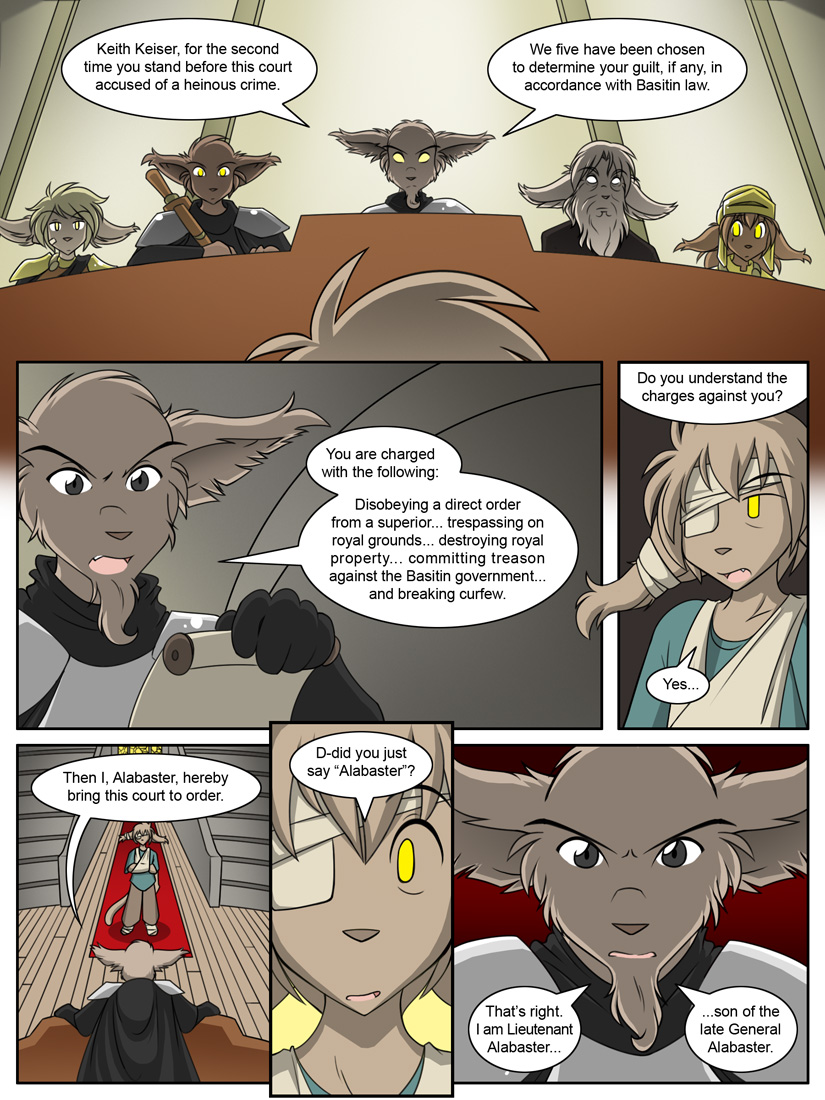 Keith Keiser, for the second
time you stand before this court
accused of a heinous crime.
We five have been chosen
to determine your guilt, if any, in
accordance with Basitin law.
You are charged
with the following:
Disobeying a direct order
from a superior... trespassing on
royal grounds... destroying royal
property... committing treason
against the Basitin government...
and breaking curfew.
Do you understand the
charges against you?
Yes...
Then I, Alabaster, hereby
bring this court to order.
D-did you just
say “Alabaster”?
That’s right.
I am Lieutenant
Alabaster...
...son of the
late General
Alabaster.